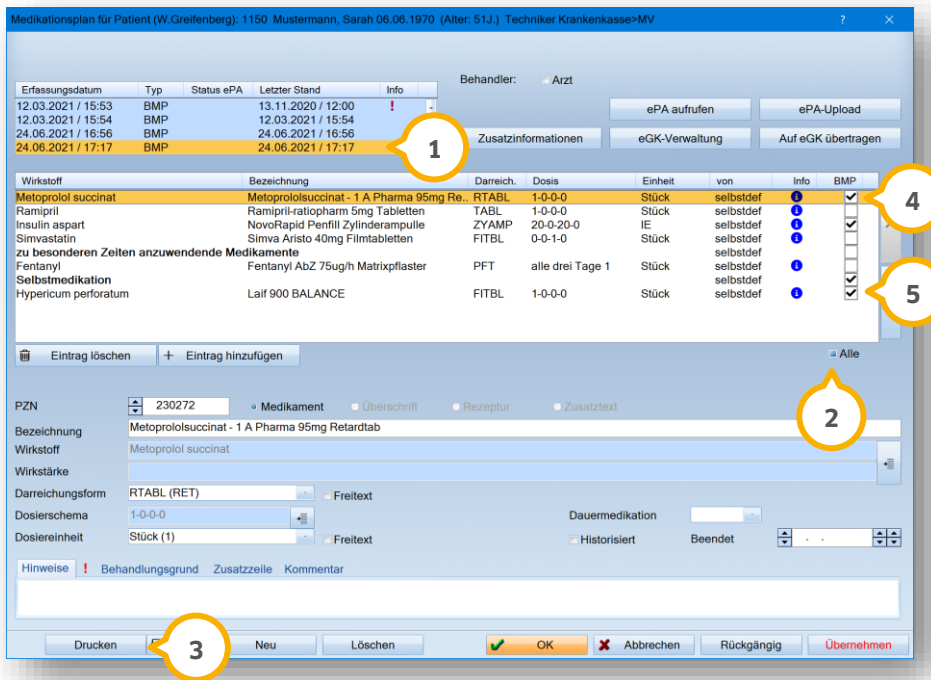 Medikationsplan für Patient (W.Greifenberg): 1150 Mustermann, Sarah 06.06.1970 (Alter: 51J.) Techniker Krankenkasse>MV ? ×
Behandler: Arzt
Erfassungsdatum Typ Status ePA Letzter Stand Info
12.03.2021 / 15:53 BMP 13.11.2020 / 12:00 !
12.03.2021 / 15:54 BMP 12.03.2021 / 15:54
24.06.2021 / 16:56 BMP 24.06.2021 / 16:56
24.06.2021 / 17:17 BMP 24.06.2021 / 17:17
1
ePA aufrufen ePA-Upload
Zusatzinformationen eGK-Verwaltung Auf eGK übertragen
Wirkstoff Bezeichnung Darreich. Dosis Einheit von Info BMP
Metoprolol succinat Metoprololsuccinat - 1 A Pharma 95mg Re.. RTABL 1-0-0-0 Stück selbstdef i
4
Ramipril Ramipril-ratiopharm 5mg Tabletten TABL 1-0-0-0 Stück selbstdef i
Insulin aspart NovoRapid Penfill Zylinderampulle ZYAMP 20-0-20-0 IE selbstdef i
Simvastatin Simva Aristo 40mg Filmtabletten FITBL 0-0-1-0 Stück selbstdef i
zu besonderen Zeiten anzuwendende Medikamente selbstdef
Fentanyl Fentanyl AbZ 75ug/h Matrixpflaster PFT alle drei Tage 1 Stück selbstdef i
Selbstmedikation selbstdef
Hypericum perforatum Laif 900 BALANCE FITBL 1-0-0-0 Stück selbstdef i
5
Eintrag löschen + Eintrag hinzufügen Alle
2
PZN 230272 Medikament Überschrift Rezeptur Zusatztext
Bezeichnung Metoprololsuccinat - 1 A Pharma 95mg Retardtab
Wirkstoff Metoprolol succinat
Wirkstärke
Darreichungsform RTABL (RET) Freitext
Dosierschema 1-0-0-0 Dauermedikation
Dosiereinheit Stück (1) Freitext Historisiert Beendet . .
Hinweise ! Behandlungsgrund Zusatzzeile Kommentar
Drucken 3 Neu Löschen OK Abbrechen Rückgängig Übernehmen